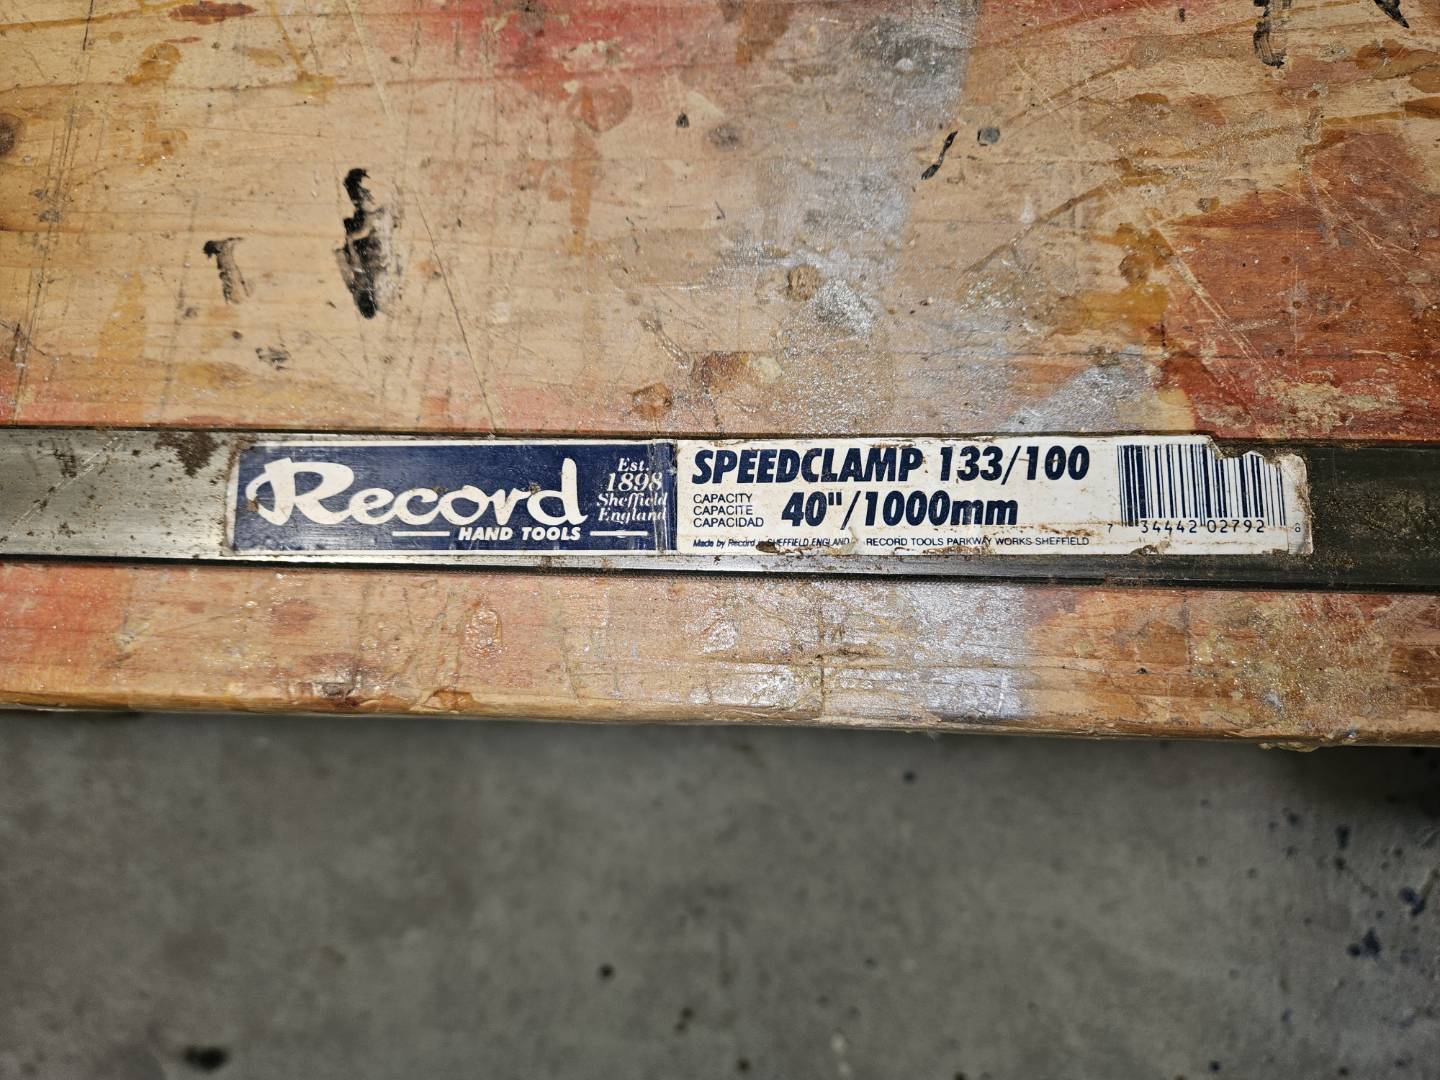 Record
HAND TOOLS
Est.
1898
Sheffield
England
SPEEDCLAMP 133/100
CAPACITY
CAPACITE
CAPACIDAD
40"/1000mm
Made by Record SHEFFIELD ENGLAND RECORD TOOLS PARKWAY WORKS SHEFFIELD
7 34442 02792 8